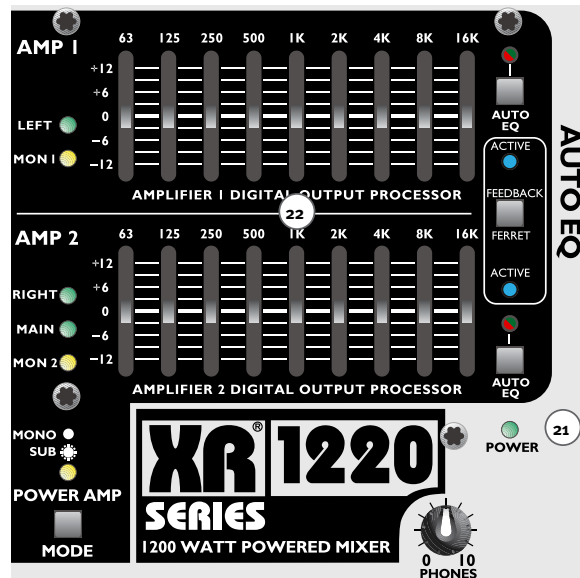 AMP 1
63 125 250 500 1K 2K 4K 8K 16K
+12
+6
0
-6
-12
LEFT
MON 1
AMPLIFIER 1 DIGITAL OUTPUT PROCESSOR
AUTO
EQ
ACTIVE
FEEDBACK
FERRET
ACTIVE
AUTO EQ
22
AMP 2
63 125 250 500 1K 2K 4K 8K 16K
+12
+6
0
-6
-12
RIGHT
MAIN
MON 2
AMPLIFIER 2 DIGITAL OUTPUT PROCESSOR
AUTO
EQ
MONO
SUB
POWER AMP
MODE
XR®
1220
SERIES
1200 WATT POWERED MIXER
POWER
21
0 10
PHONES